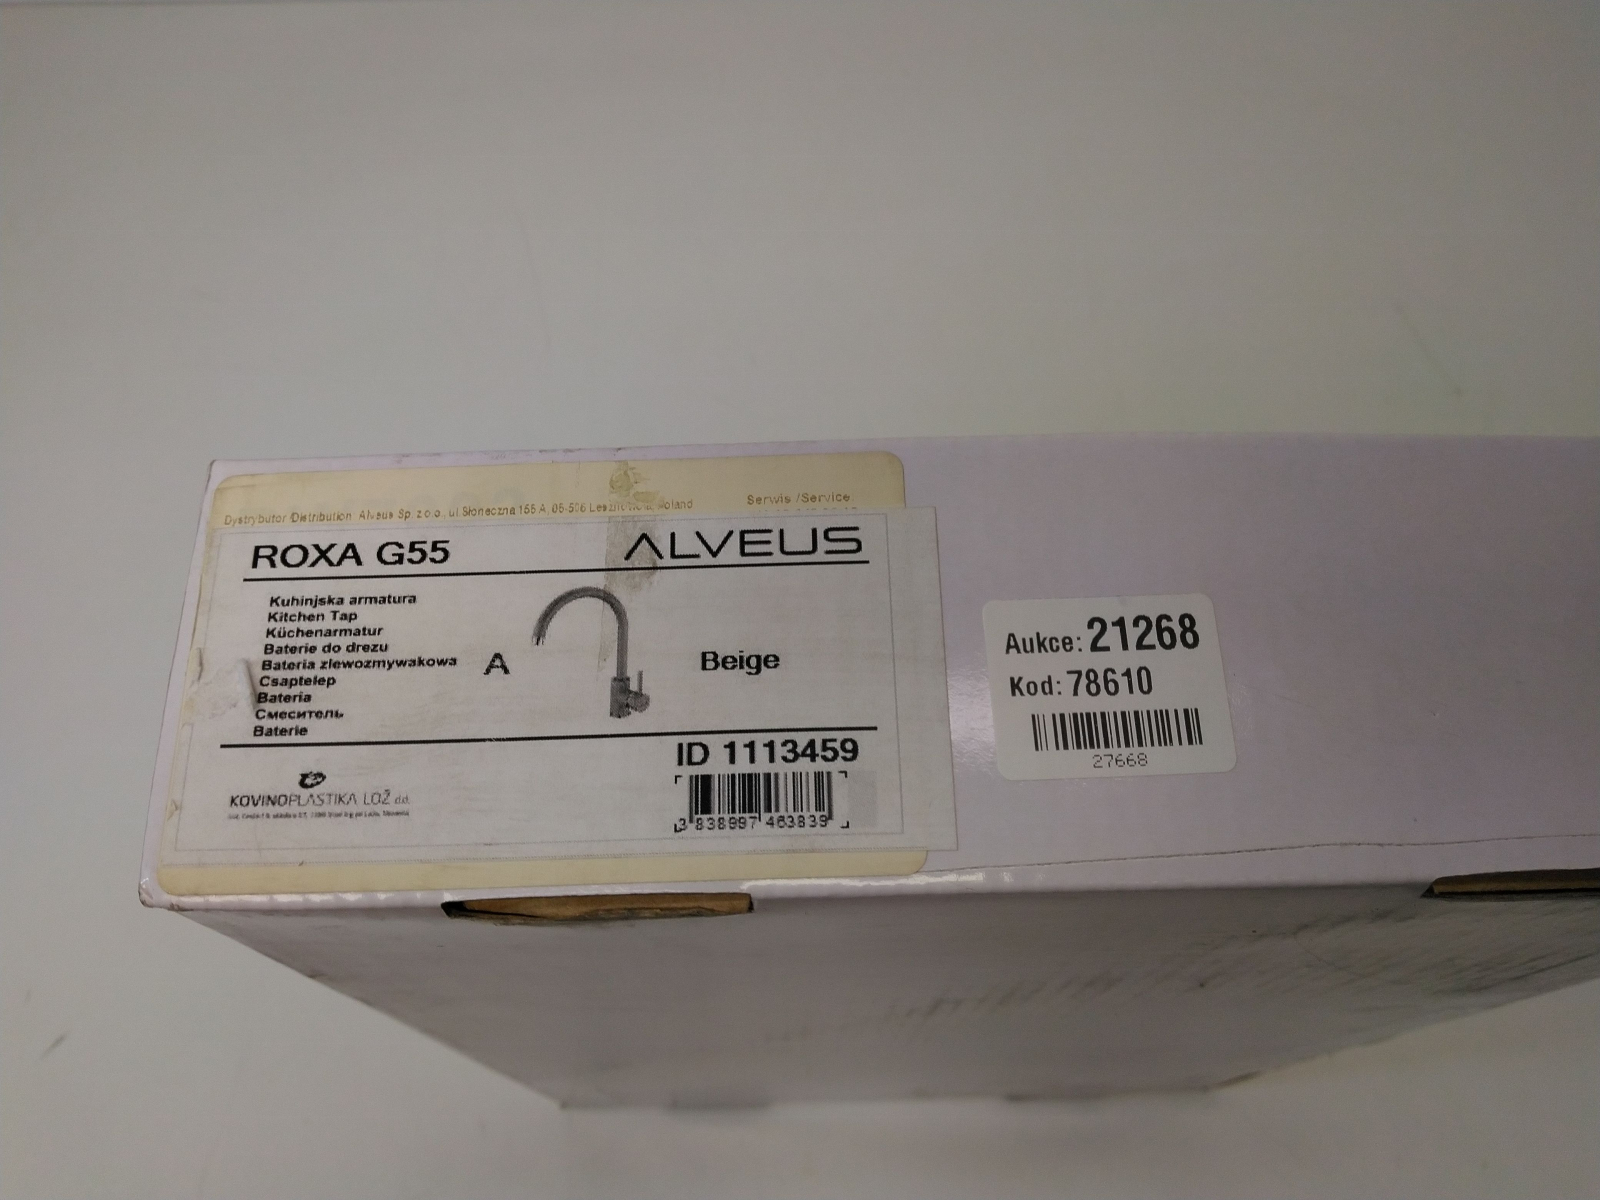 Dystrybutor /Distribution Alveus Sp. z o.o., ul Słoneczna 155 A, 05-506
Serwis /Service
ROXA G55
ALVEUS
Kuhinjska armatura
Kitchen Tap
Küchenarmatur
Baterie do drezu
Bateria zlewozmywakowa
Csaptelep
Bateria
Смеситель
Baterie
A
Beige
ID 1113459
3 838997 463839
KOVINOPLASTIKA LOŽ d.d.
Aukce: 21268
Kod: 78610
27668